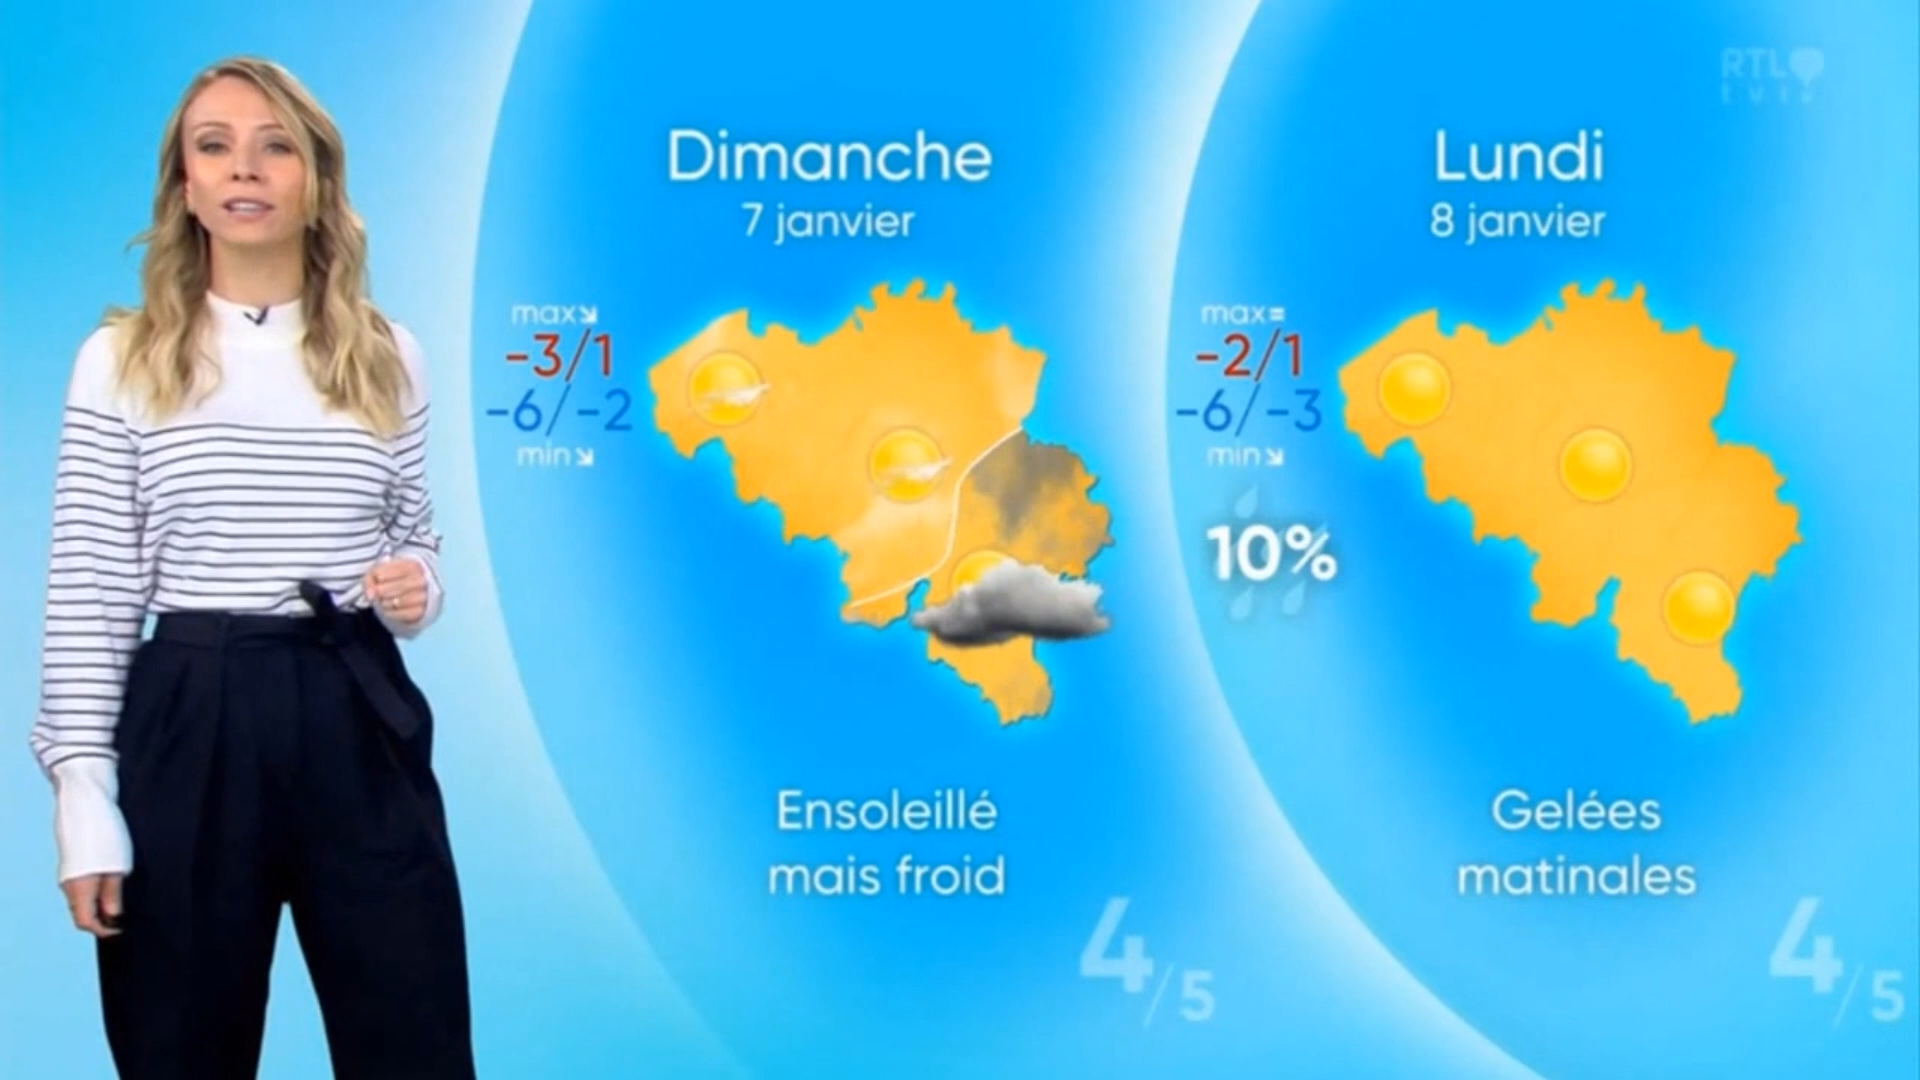 RTL
tvi
Dimanche
7 janvier
max↘
-3/1
-6/-2
min↘
Ensoleillé
mais froid
4/5
Lundi
8 janvier
max=
-2/1
-6/-3
min↘
10%
Gelées
matinales
4/5